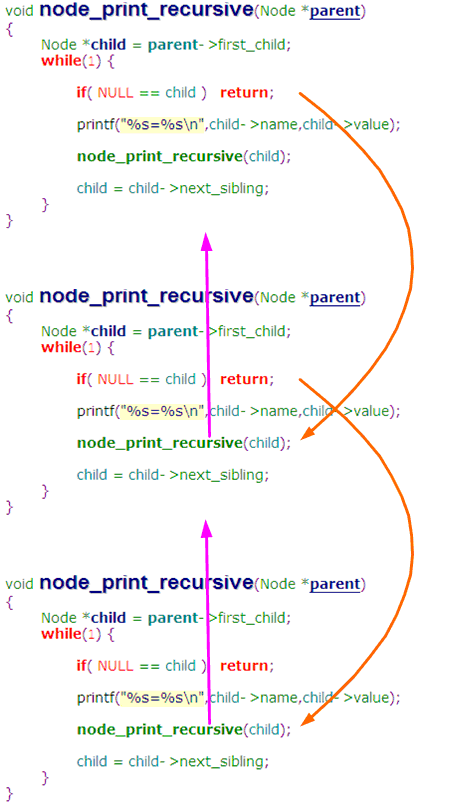 void node_print_recursive(Node *parent)
{
Node *child = parent->first_child;
while(1) {
if( NULL == child ) return;
printf("%s=%s\n",child->name,child->value);
node_print_recursive(child);
child = child->next_sibling;
}
}
void node_print_recursive(Node *parent)
{
Node *child = parent->first_child;
while(1) {
if( NULL == child ) return;
printf("%s=%s\n",child->name,child->value);
node_print_recursive(child);
child = child->next_sibling;
}
}
void node_print_recursive(Node *parent)
{
Node *child = parent->first_child;
while(1) {
if( NULL == child ) return;
printf("%s=%s\n",child->name,child->value);
node_print_recursive(child);
child = child->next_sibling;
}
}